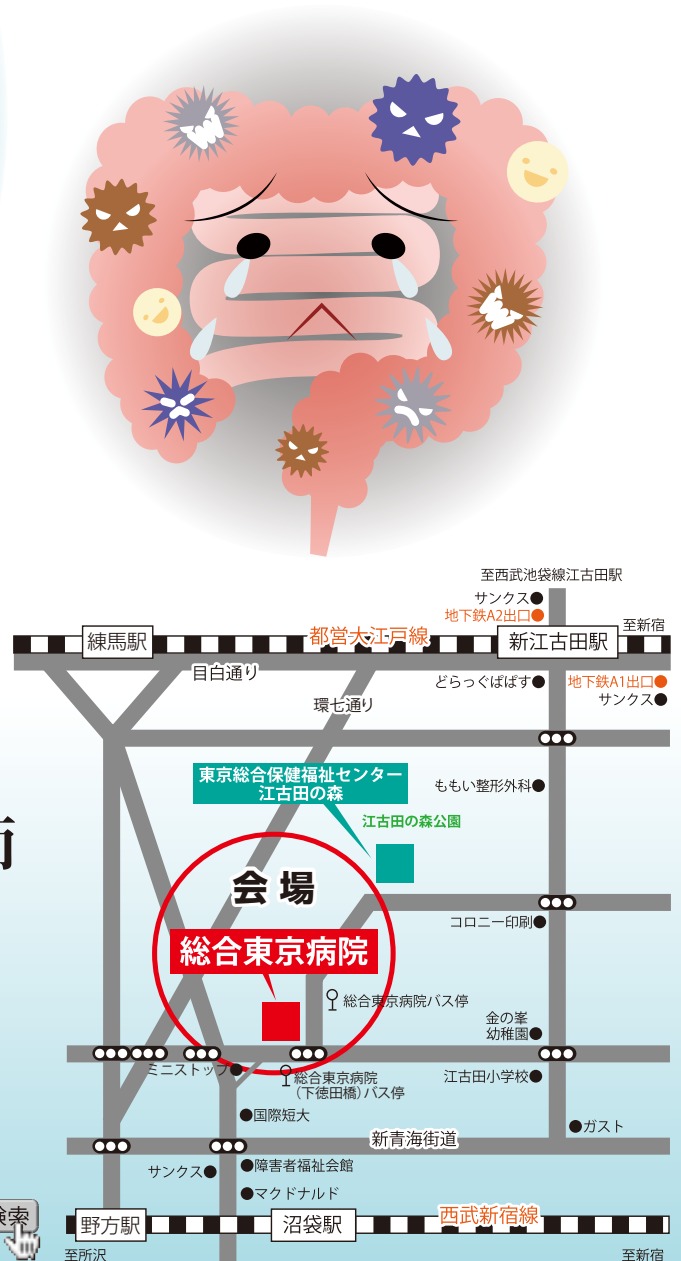 至西武池袋線江古田駅
サンクス
地下鉄A2出口
練馬駅
都営大江戸線
新江古田駅
至新宿
目白通り
環七通り
どらっぐぱぱす
地下鉄A1出口
サンクス
東京総合保健福祉センター
江古田の森
ももい整形外科
江古田の森公園
会場
総合東京病院
コロニー印刷
総合東京病院バス停
金の峯
幼稚園
ミニストップ
総合東京病院
(下徳田橋)バス停
江古田小学校
国際短大
ガスト
新青海街道
サンクス
障害者福祉会館
マクドナルド
検索
野方駅
沼袋駅
西武新宿線
至所沢
至新宿